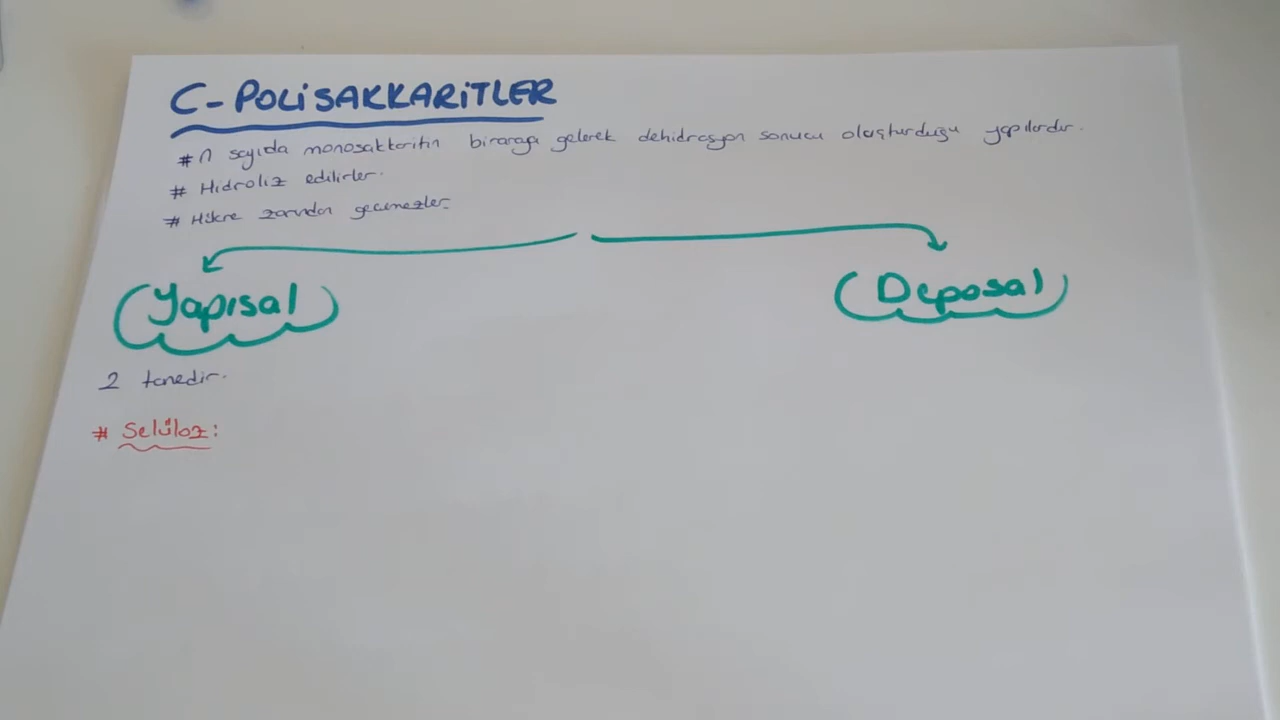 C- POLİSAKKARİTLER
# n sayıda monosakkaritin biraraya gelerek dehidrasyon sonucu oluşturduğu yapılardır.
# Hidroliz edilirler.
# Hücre zarından geçemezler.
Yapısal
Deposal
2 tanedir.
# Selüloz: